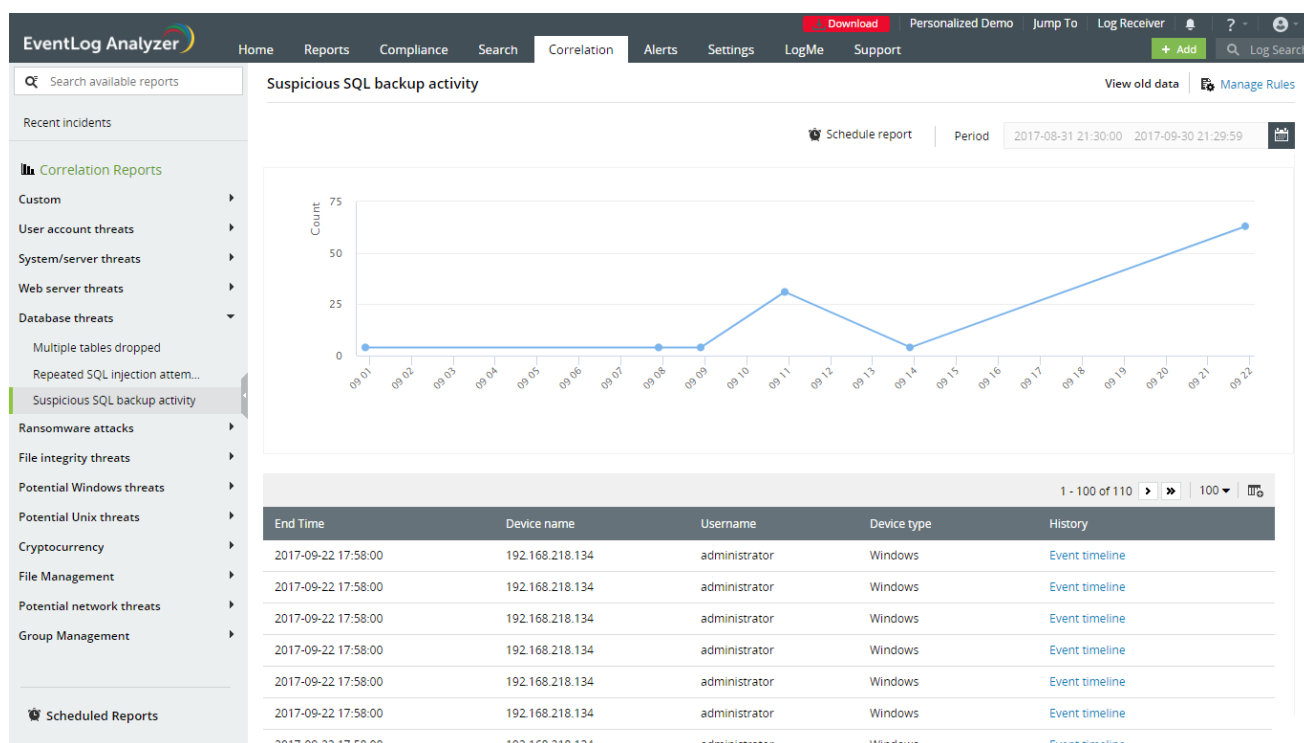 Download Personalized Demo Jump To Log Receiver ?
EventLog Analyzer
Home Reports Compliance Search Correlation Alerts Settings LogMe Support + Add Log Search
Search available reports
Suspicious SQL backup activity
View old data Manage Rules
Recent incidents
Schedule report Period 2017-08-31 21:30:00 2017-09-30 21:29:59
Correlation Reports
Custom
User account threats
System/server threats
Web server threats
Database threats
Multiple tables dropped
Repeated SQL injection attem...
Suspicious SQL backup activity
Ransomware attacks
File integrity threats
Potential Windows threats
Potential Unix threats
Cryptocurrency
File Management
Potential network threats
Group Management
Scheduled Reports
Count
75
50
25
0
09 01 09 02 09 03 09 04 09 05 09 06 09 07 09 08 09 09 09 10 09 11 09 12 09 13 09 14 09 15 09 16 09 17 09 18 09 19 09 20 09 21 09 22
1 - 100 of 110 100
End Time Device name Username Device type History
2017-09-22 17:58:00 192.168.218.134 administrator Windows Event timeline
2017-09-22 17:58:00 192.168.218.134 administrator Windows Event timeline
2017-09-22 17:58:00 192.168.218.134 administrator Windows Event timeline
2017-09-22 17:58:00 192.168.218.134 administrator Windows Event timeline
2017-09-22 17:58:00 192.168.218.134 administrator Windows Event timeline
2017-09-22 17:58:00 192.168.218.134 administrator Windows Event timeline